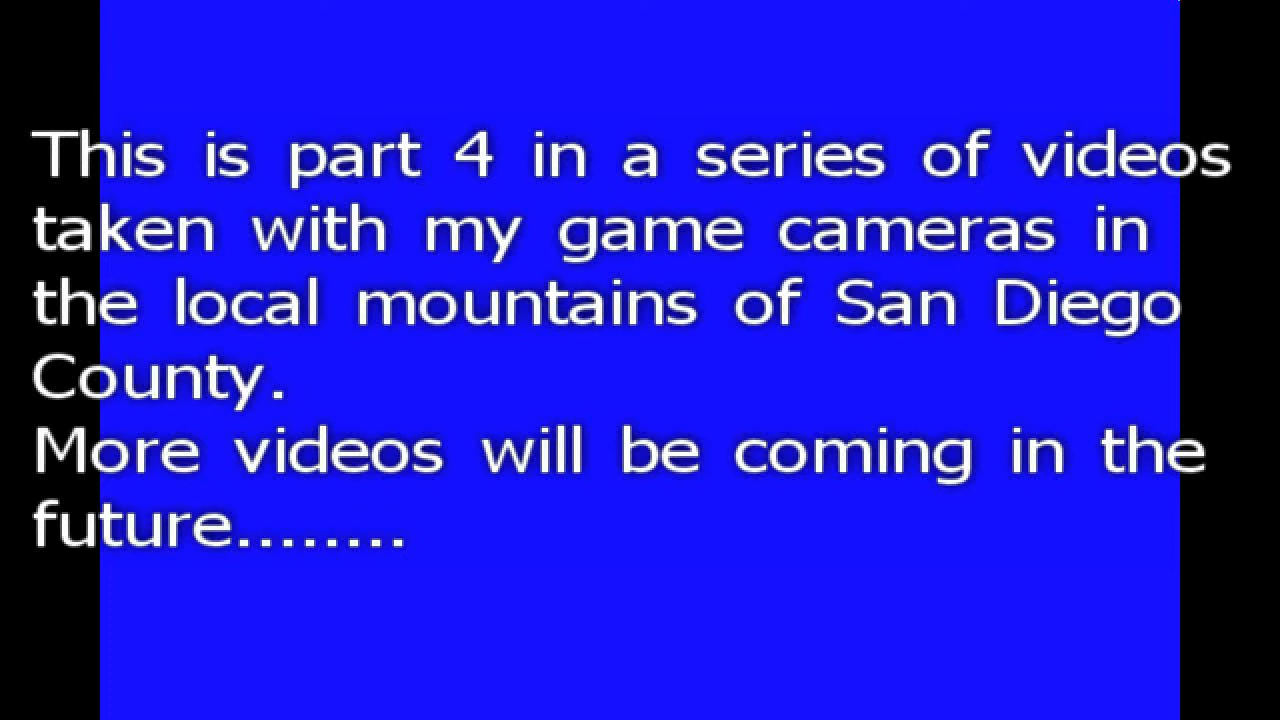 This is part 4 in a series of videos
taken with my game cameras in
the local mountains of San Diego
County.
More videos will be coming in the
future........